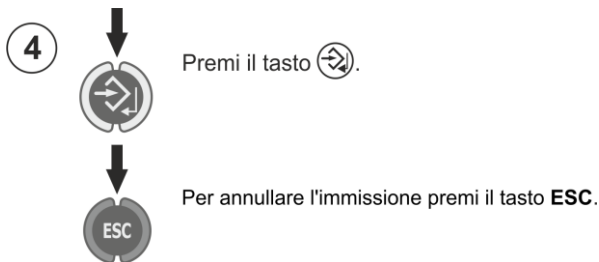 4
Premi il tasto .
ESC
Per annullare l'immissione premi il tasto ESC.